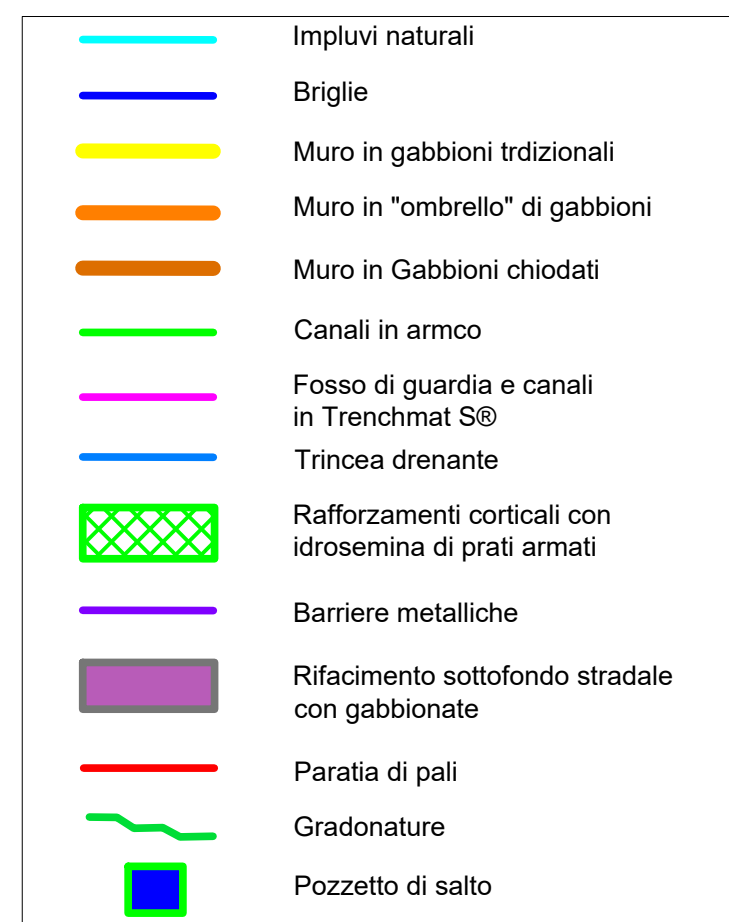 Impluvi naturali
Briglie
Muro in gabbioni trdizionali
Muro in "ombrello" di gabbioni
Muro in Gabbioni chiodati
Canali in armco
Fosso di guardia e canali
in Trenchmat S®
Trincea drenante
Rafforzamenti corticali con
idrosemina di prati armati
Barriere metalliche
Rifacimento sottofondo stradale
con gabbionate
Paratia di pali
Gradonature
Pozzetto di salto